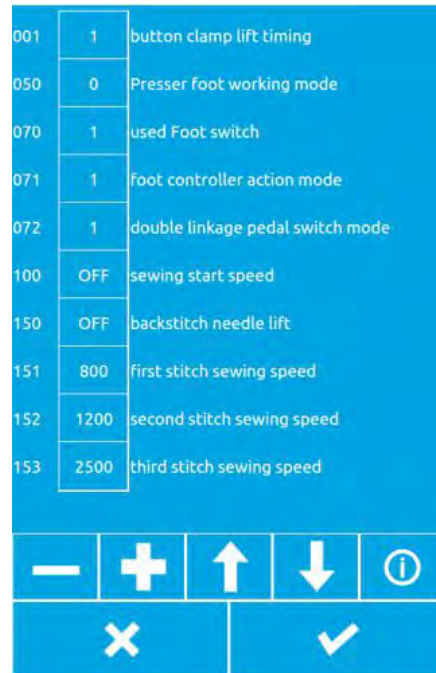 001 1 button clamp lift timing
050 0 Presser foot working mode
070 1 used Foot switch
071 1 foot controller action mode
072 1 double linkage pedal switch mode
100 OFF sewing start speed
150 OFF backstitch needle lift
151 800 first stitch sewing speed
152 1200 second stitch sewing speed
153 2500 third stitch sewing speed